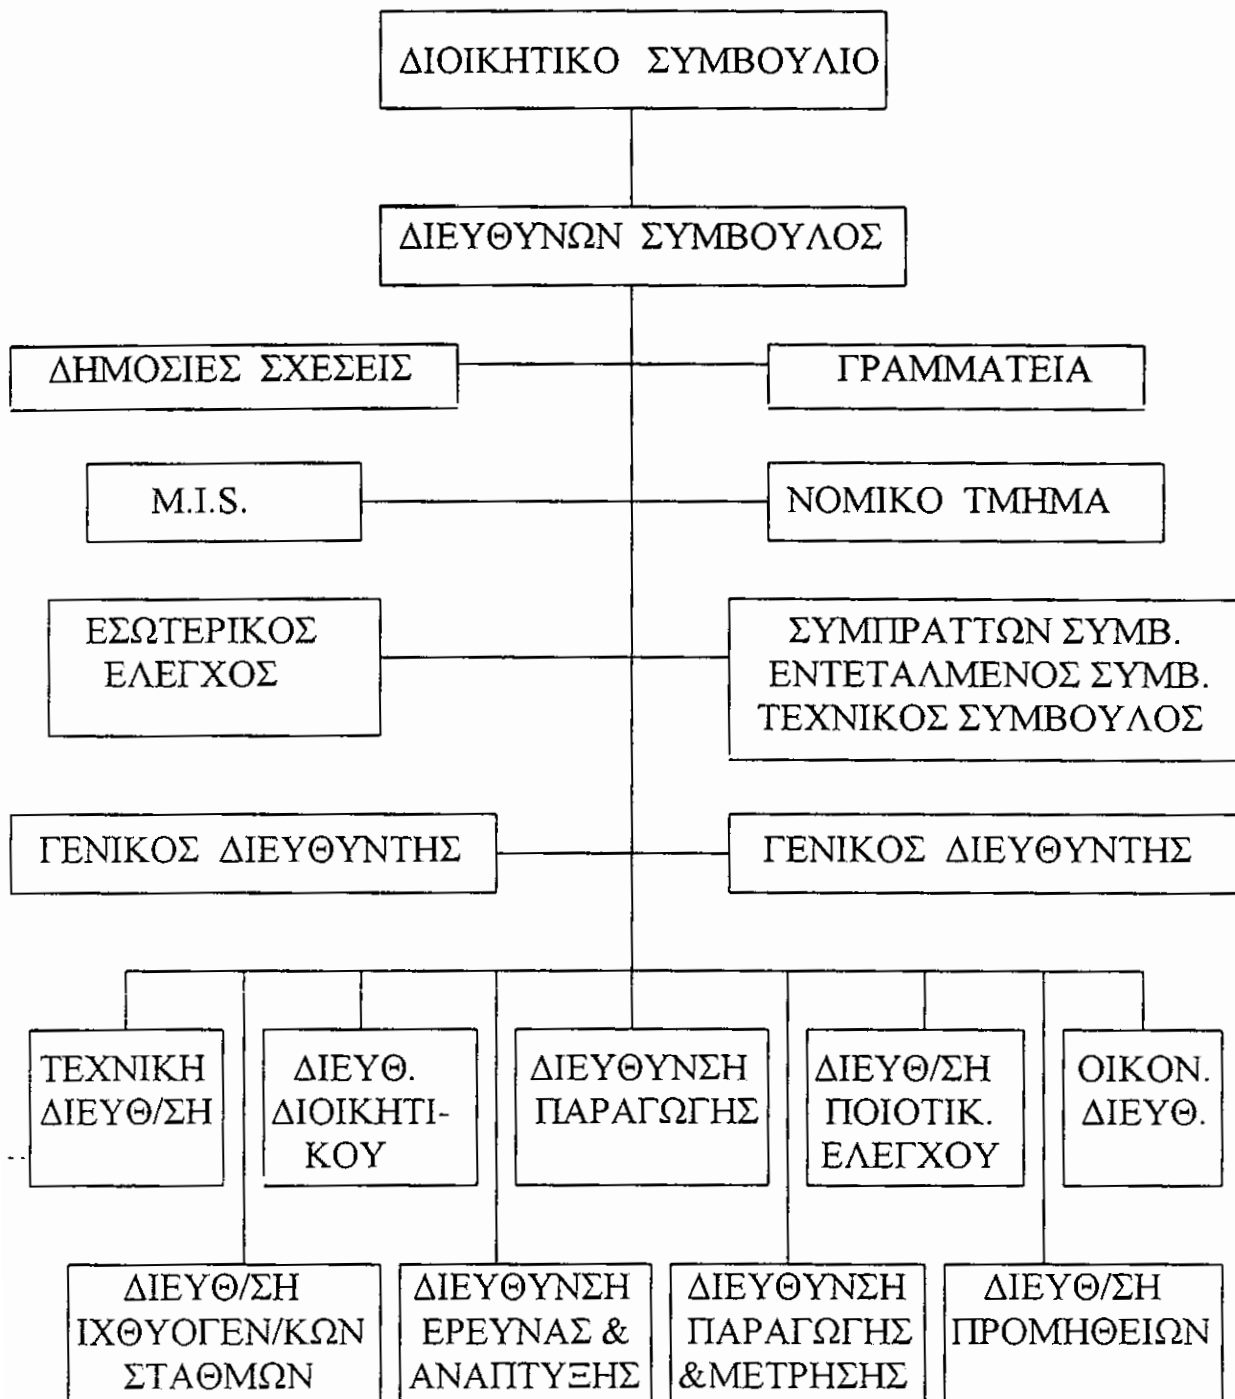 ΔΙΟΙΚΗΤΙΚΟ ΣΥΜΒΟΥΛΙΟ
ΔΙΕΥΘΥΝΩΝ ΣΥΜΒΟΥΛΟΣ
ΔΗΜΟΣΙΕΣ ΣΧΕΣΕΙΣ
ΓΡΑΜΜΑΤΕΙΑ
M.I.S.
ΝΟΜΙΚΟ ΤΜΗΜΑ
ΕΣΩΤΕΡΙΚΟΣ
ΕΛΕΓΧΟΣ
ΣΥΜΠΡΑΤΤΩΝ ΣΥΜΒ.
ΕΝΤΕΤΑΛΜΕΝΟΣ ΣΥΜΒ.
ΤΕΧΝΙΚΟΣ ΣΥΜΒΟΥΛΟΣ
ΓΕΝΙΚΟΣ ΔΙΕΥΘΥΝΤΗΣ
ΓΕΝΙΚΟΣ ΔΙΕΥΘΥΝΤΗΣ
ΤΕΧΝΙΚΗ
ΔΙΕΥΘ/ΣΗ
ΔΙΕΥΘ.
ΔΙΟΙΚΗΤΙ-
ΚΟΥ
ΔΙΕΥΘΥΝΣΗ
ΠΑΡΑΓΩΓΗΣ
ΔΙΕΥΘ/ΣΗ
ΠΟΙΟΤΙΚ.
ΕΛΕΓΧΟΥ
ΟΙΚΟΝ.
ΔΙΕΥΘ.
ΔΙΕΥΘ/ΣΗ
ΙΧΘΥΟΓΕΝ/ΚΩΝ
ΣΤΑΘΜΩΝ
ΔΙΕΥΘΥΝΣΗ
ΕΡΕΥΝΑΣ &
ΑΝΑΠΤΥΞΗΣ
ΔΙΕΥΘΥΝΣΗ
ΠΑΡΑΓΩΓΗΣ
&ΜΕΤΡΗΣΗΣ
ΔΙΕΥΘ/ΣΗ
ΠΡΟΜΗΘΕΙΩΝ